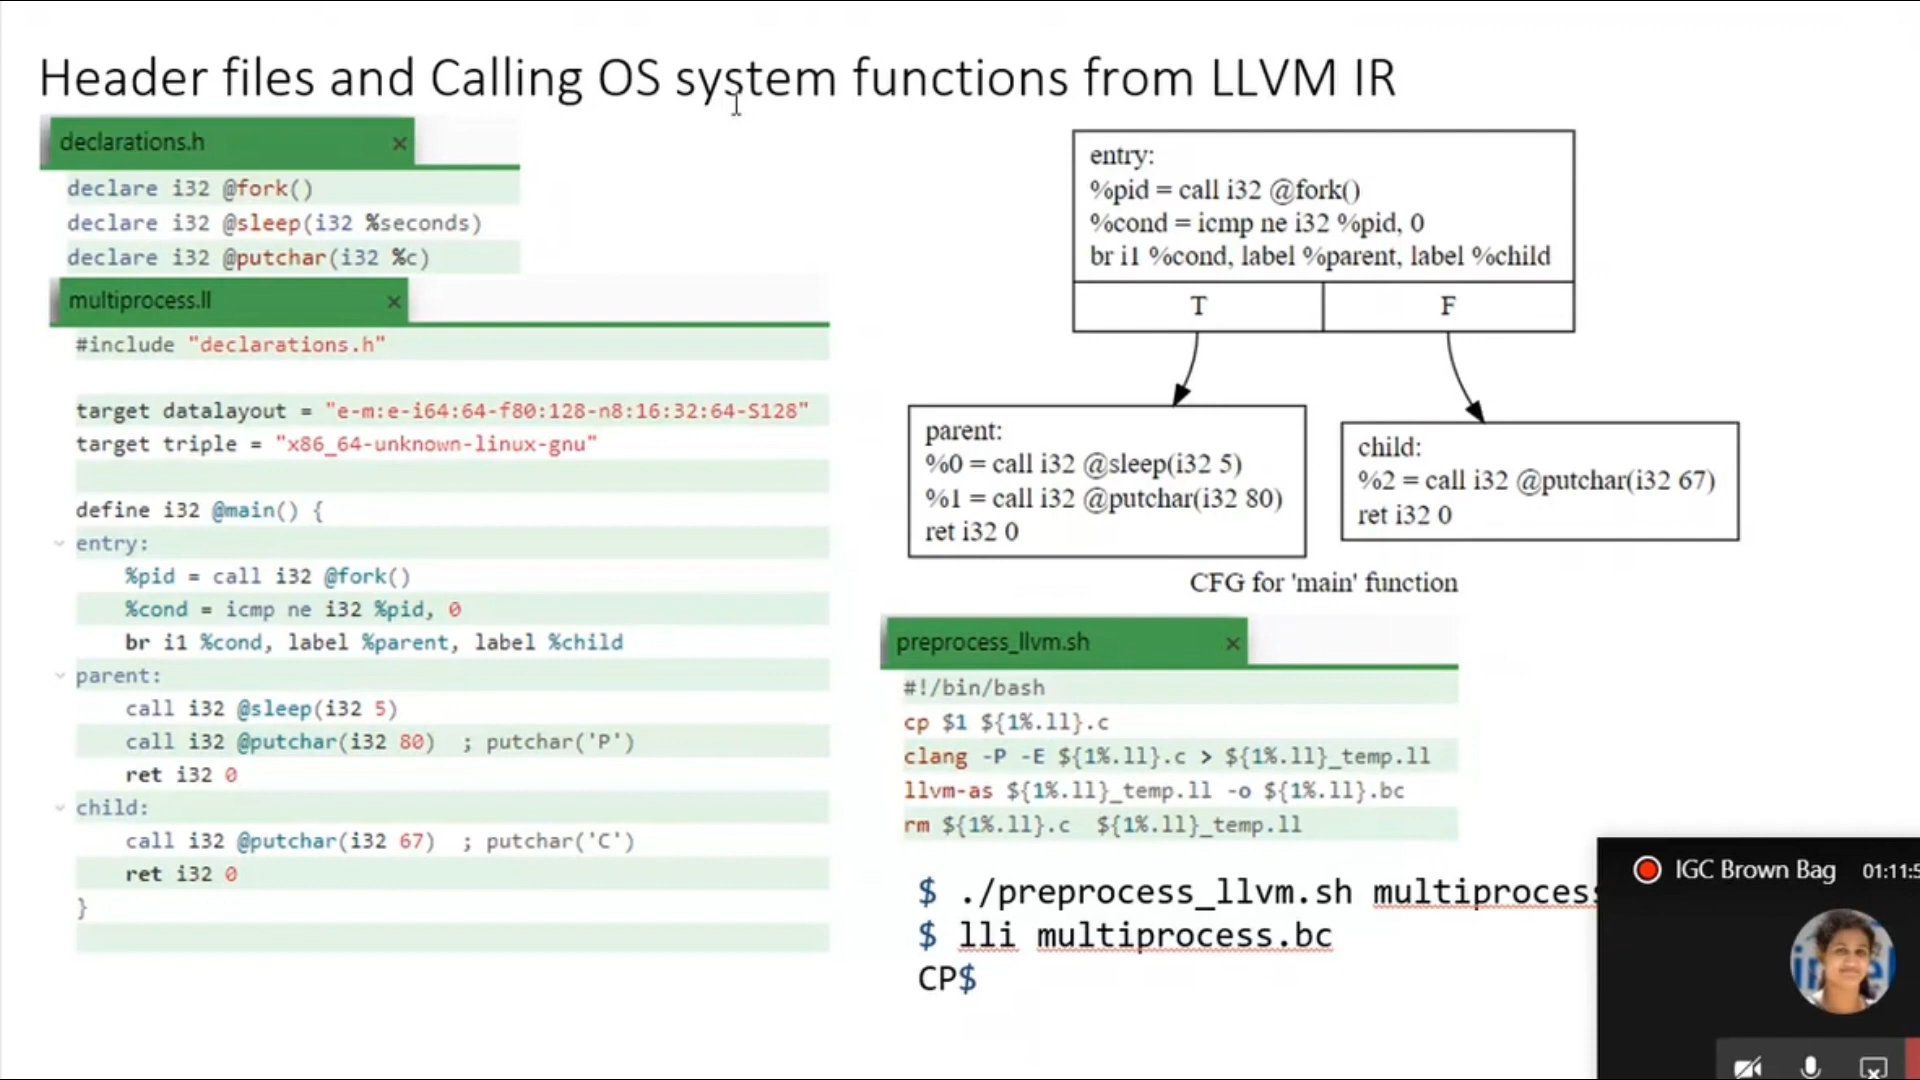 Header files and Calling OS system functions from LLVM IR
declarations.h
declare i32 @fork()
declare i32 @sleep(i32 %seconds)
declare i32 @putchar(i32 %c)
multiprocess.ll
#include "declarations.h"
target datalayout = "e-m:e-i64:64-f80:128-n8:16:32:64-S128"
target triple = "x86_64-unknown-linux-gnu"
define i32 @main() {
entry:
%pid = call i32 @fork()
%cond = icmp ne i32 %pid, 0
br i1 %cond, label %parent, label %child
parent:
call i32 @sleep(i32 5)
call i32 @putchar(i32 80)  ; putchar('P')
ret i32 0
child:
call i32 @putchar(i32 67)  ; putchar('C')
ret i32 0
}
entry:
%pid = call i32 @fork()
%cond = icmp ne i32 %pid, 0
br i1 %cond, label %parent, label %child
T
F
parent:
%0 = call i32 @sleep(i32 5)
%1 = call i32 @putchar(i32 80)
ret i32 0
child:
%2 = call i32 @putchar(i32 67)
ret i32 0
CFG for 'main' function
preprocess_llvm.sh
#!/bin/bash
cp $1 ${1%.ll}.c
clang -P -E ${1%.ll}.c > ${1%.ll}_temp.ll
llvm-as ${1%.ll}_temp.ll -o ${1%.ll}.bc
rm ${1%.ll}.c  ${1%.ll}_temp.ll
$ ./preprocess_llvm.sh multiprocess
$ lli multiprocess.bc
CP$
IGC Brown Bag
01:11:5